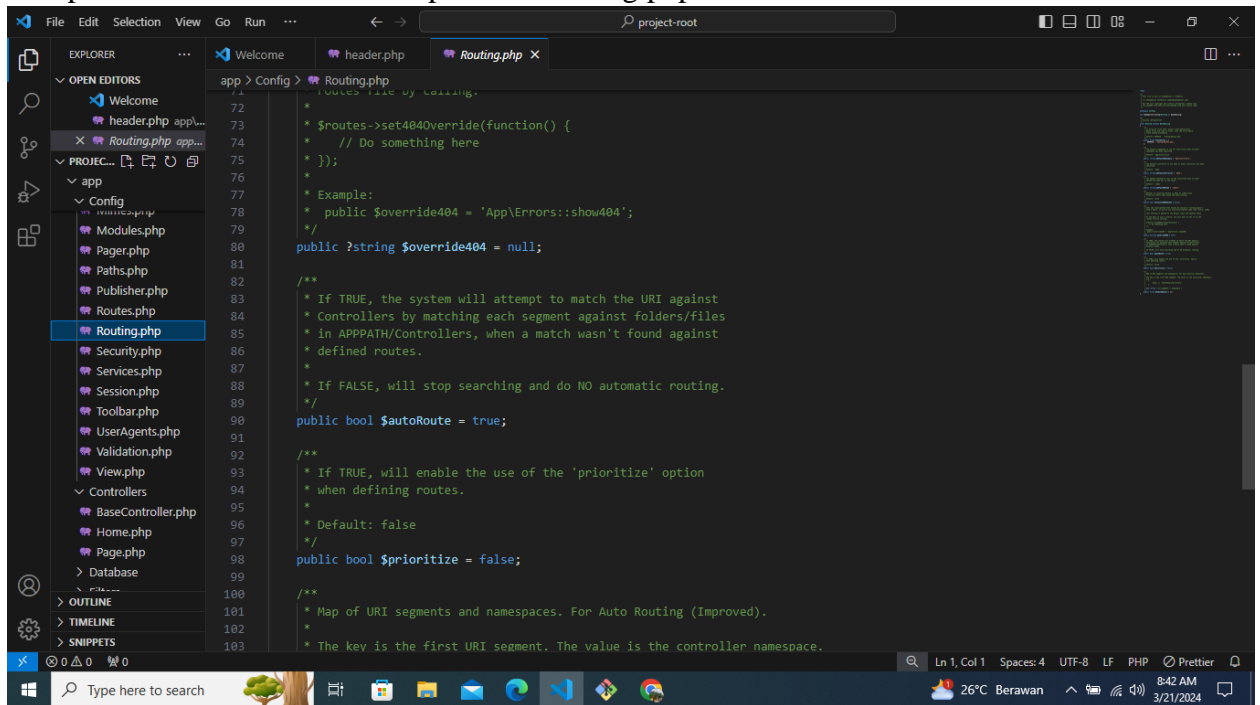 File Edit Selection View Go Run ··· project-root
EXPLORER ···
OPEN EDITORS
Welcome
header.php app\...
Routing.php app...
PROJEC...
app
Config
Mimes.php
Modules.php
Pager.php
Paths.php
Publisher.php
Routes.php
Routing.php
Security.php
Services.php
Session.php
Toolbar.php
UserAgents.php
Validation.php
View.php
Controllers
BaseController.php
Home.php
Page.php
Database
OUTLINE
TIMELINE
SNIPPETS
Welcome header.php Routing.php
app > Config > Routing.php
71 * routes file by calling:
72 *
73 * $routes->set404Override(function() {
74 * // Do something here
75 * });
76 *
77 * Example:
78 * public $override404 = 'App\Errors::show404';
79 */
80 public ?string $override404 = null;
81
82 /**
83 * If TRUE, the system will attempt to match the URI against
84 * Controllers by matching each segment against folders/files
85 * in APPPATH/Controllers, when a match wasn't found against
86 * defined routes.
87 *
88 * If FALSE, will stop searching and do NO automatic routing.
89 */
90 public bool $autoRoute = true;
91
92 /**
93 * If TRUE, will enable the use of the 'prioritize' option
94 * when defining routes.
95 *
96 * Default: false
97 */
98 public bool $prioritize = false;
99
100 /**
101 * Map of URI segments and namespaces. For Auto Routing (Improved).
102 *
103 * The key is the first URI segment. The value is the controller namespace.
0 0 0 Ln 1, Col 1 Spaces: 4 UTF-8 LF PHP Prettier
Type here to search 26°C Berawan 8:42 AM
3/21/2024